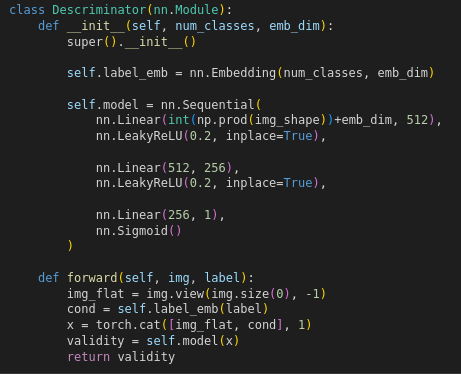 class Descriminator(nn.Module):
    def __init__(self, num_classes, emb_dim):
        super().__init__()

        self.label_emb = nn.Embedding(num_classes, emb_dim)

        self.model = nn.Sequential(
            nn.Linear(int(np.prod(img_shape))+emb_dim, 512),
            nn.LeakyReLU(0.2, inplace=True),

            nn.Linear(512, 256),
            nn.LeakyReLU(0.2, inplace=True),

            nn.Linear(256, 1),
            nn.Sigmoid()
        )

    def forward(self, img, label):
        img_flat = img.view(img.size(0), -1)
        cond = self.label_emb(label)
        x = torch.cat([img_flat, cond], 1)
        validity = self.model(x)
        return validity